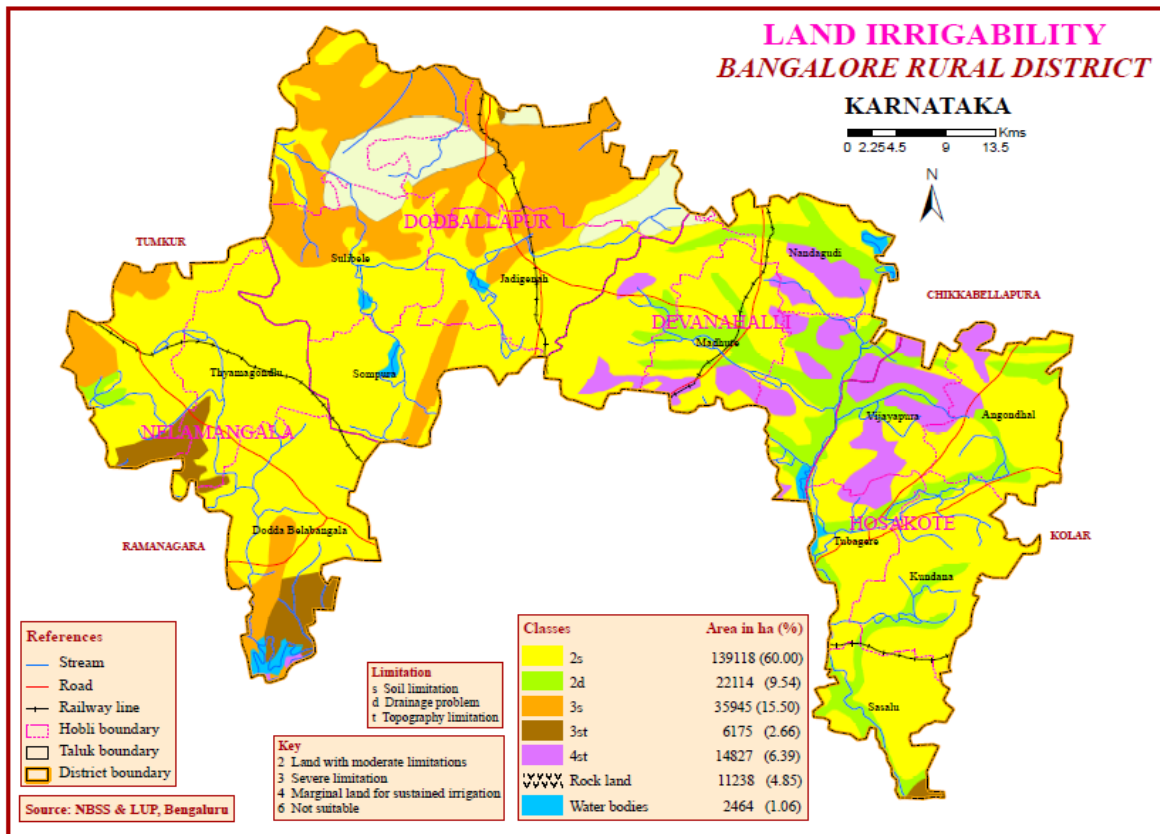 LAND IRRIGABILITY
BANGALORE RURAL DISTRICT
KARNATAKA
Kms
0 2.25 4.5 9 13.5
N
TUMKUR
DODBALLAPUR
Sulibele
Jadigenah
Nandagudi
CHIKKABELLAPURA
DEVANAHALLI
Madhure
Thyamagondlu
Sompura
Vijayapura
Angondhal
NELAMANGALA
HOSAKOTE
Dodda Belabangala
RAMANAGARA
Tubagere
KOLAR
Kundana
Sasalu
References
Stream
Road
Railway line
Hobli boundary
Taluk boundary
District boundary
Source: NBSS & LUP, Bengaluru
Limitation
s Soil limitation
d Drainage problem
t Topography limitation
Key
2 Land with moderate limitations
3 Severe limitation
4 Marginal land for sustained irrigation
6 Not suitable
Classes Area in ha (%)
2s 139118 (60.00)
2d 22114 (9.54)
3s 35945 (15.50)
3st 6175 (2.66)
4st 14827 (6.39)
Rock land 11238 (4.85)
Water bodies 2464 (1.06)